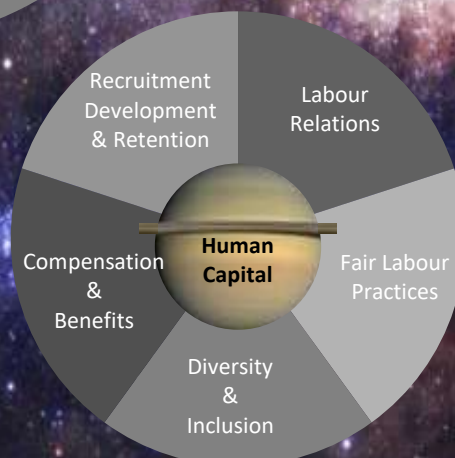 Recruitment
Development
& Retention
Labour
Relations
Human
Capital
Compensation
&
Benefits
Fair Labour
Practices
Diversity
&
Inclusion